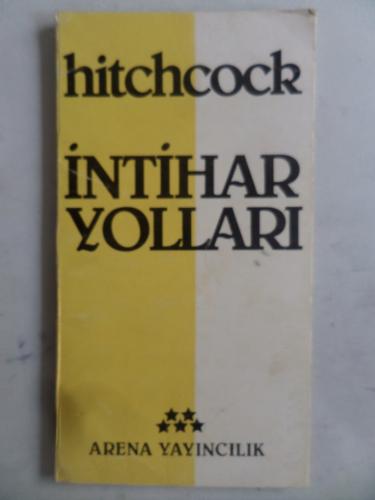 hitchcock
İNTİHAR
YOLLARI
ARENA YAYINCILIK